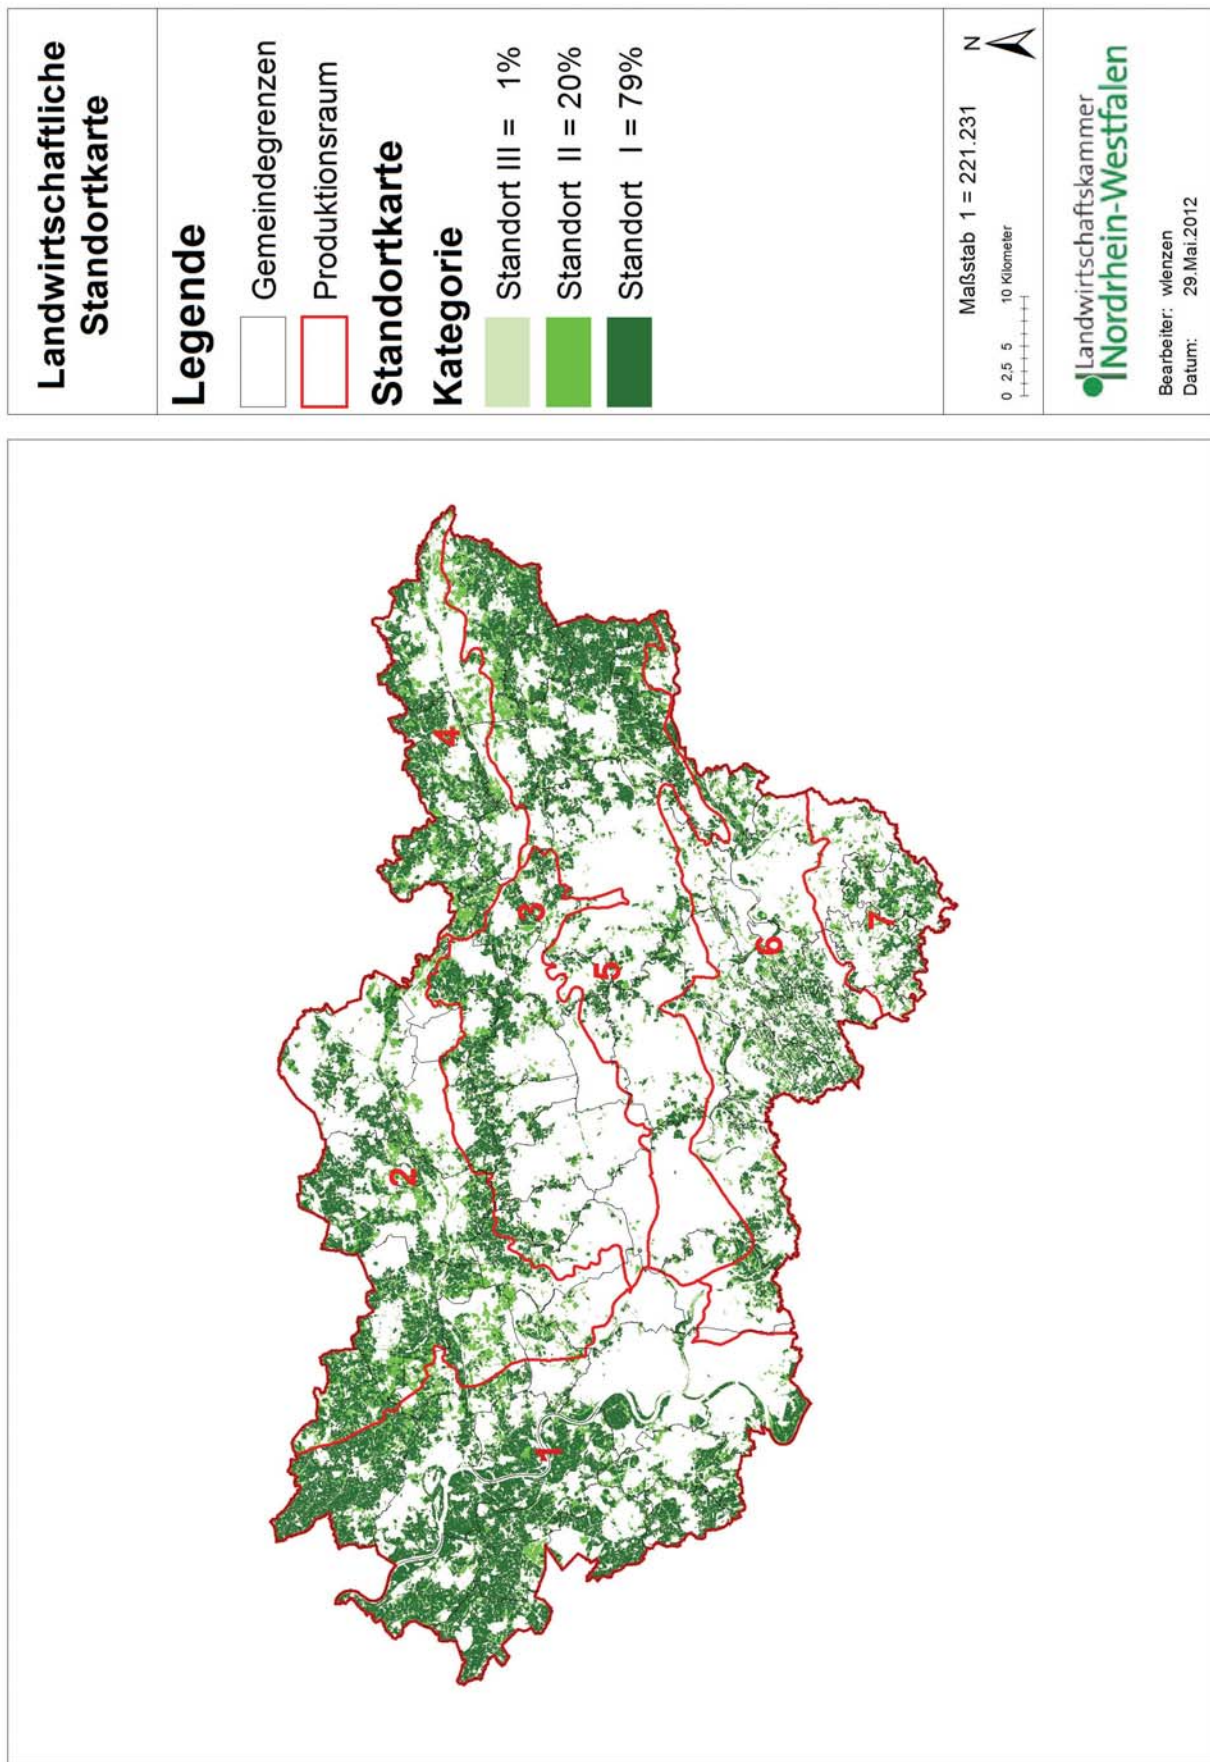 Landwirtschaftliche
Standortkarte
Legende
Gemeindegrenzen
Produktionsraum
Standortkarte
Kategorie
Standort III = 1%
Standort II = 20%
Standort I = 79%
Maßstab 1 = 221.231
N
0 2,5 5 10 Kilometer
Landwirtschaftskammer
Nordrhein-Westfalen
Bearbeiter: wlenzen
Datum: 29.Mai.2012
1
2
3
4
5
6
7